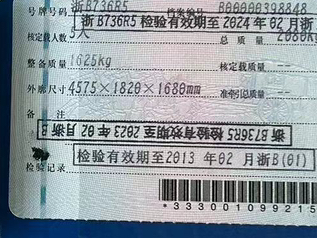 号牌号码 浙B736R5 档案编号 B00000398848
浙B736R5 检验有效期至2024年02月浙
核定载人数 5人 总质量
整备质量 1625Kg 核定载质量 --
外廓尺寸 4575×1820×1680mm 准牵引总质量 --
备注
浙B736R5 检验有效期至2023年02月浙B
检验记录 检验有效期至2013年02月浙B(01)
*333001099215